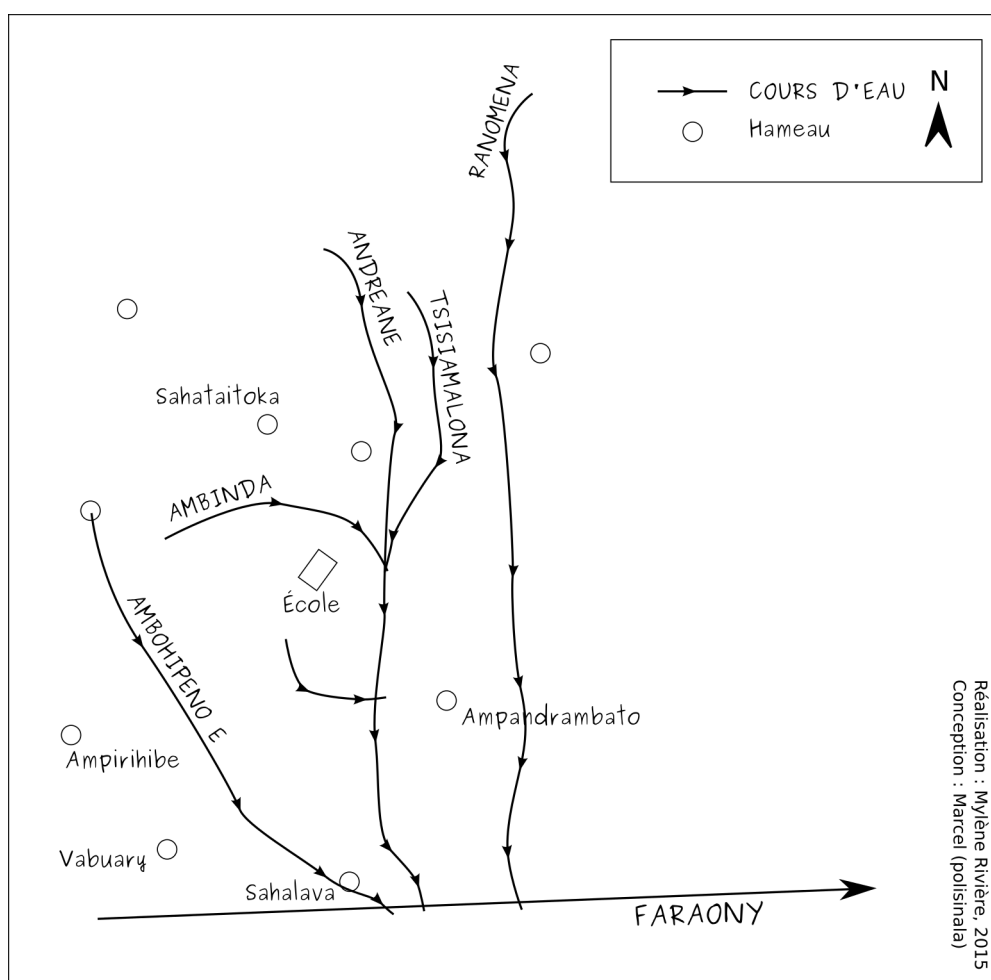 COURS D'EAU
Hameau
N
RANOMENA
ANDREANE
TSISIAMALONA
Sahataitoka
AMBINDA
École
AMBOHIPENO E
Ampandrambato
Ampirihibe
Vabuary
Sahalava
FARAONY
Réalisation : Mylène Rivière, 2015
Conception : Marcel (polisinala)